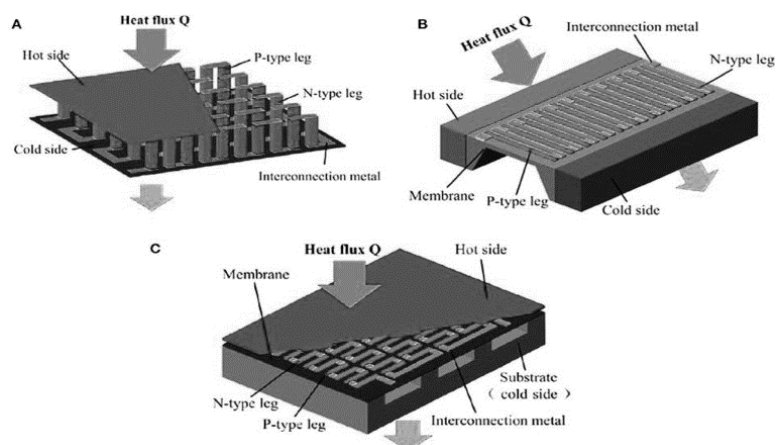 A
Heat flux Q
Hot side
P-type leg
N-type leg
Cold side
Interconnection metal
B
Heat flux Q
Interconnection metal
N-type leg
Hot side
Membrane
P-type leg
Cold side
C
Heat flux Q
Membrane
Hot side
N-type leg
P-type leg
Substrate
( cold side )
Interconnection metal